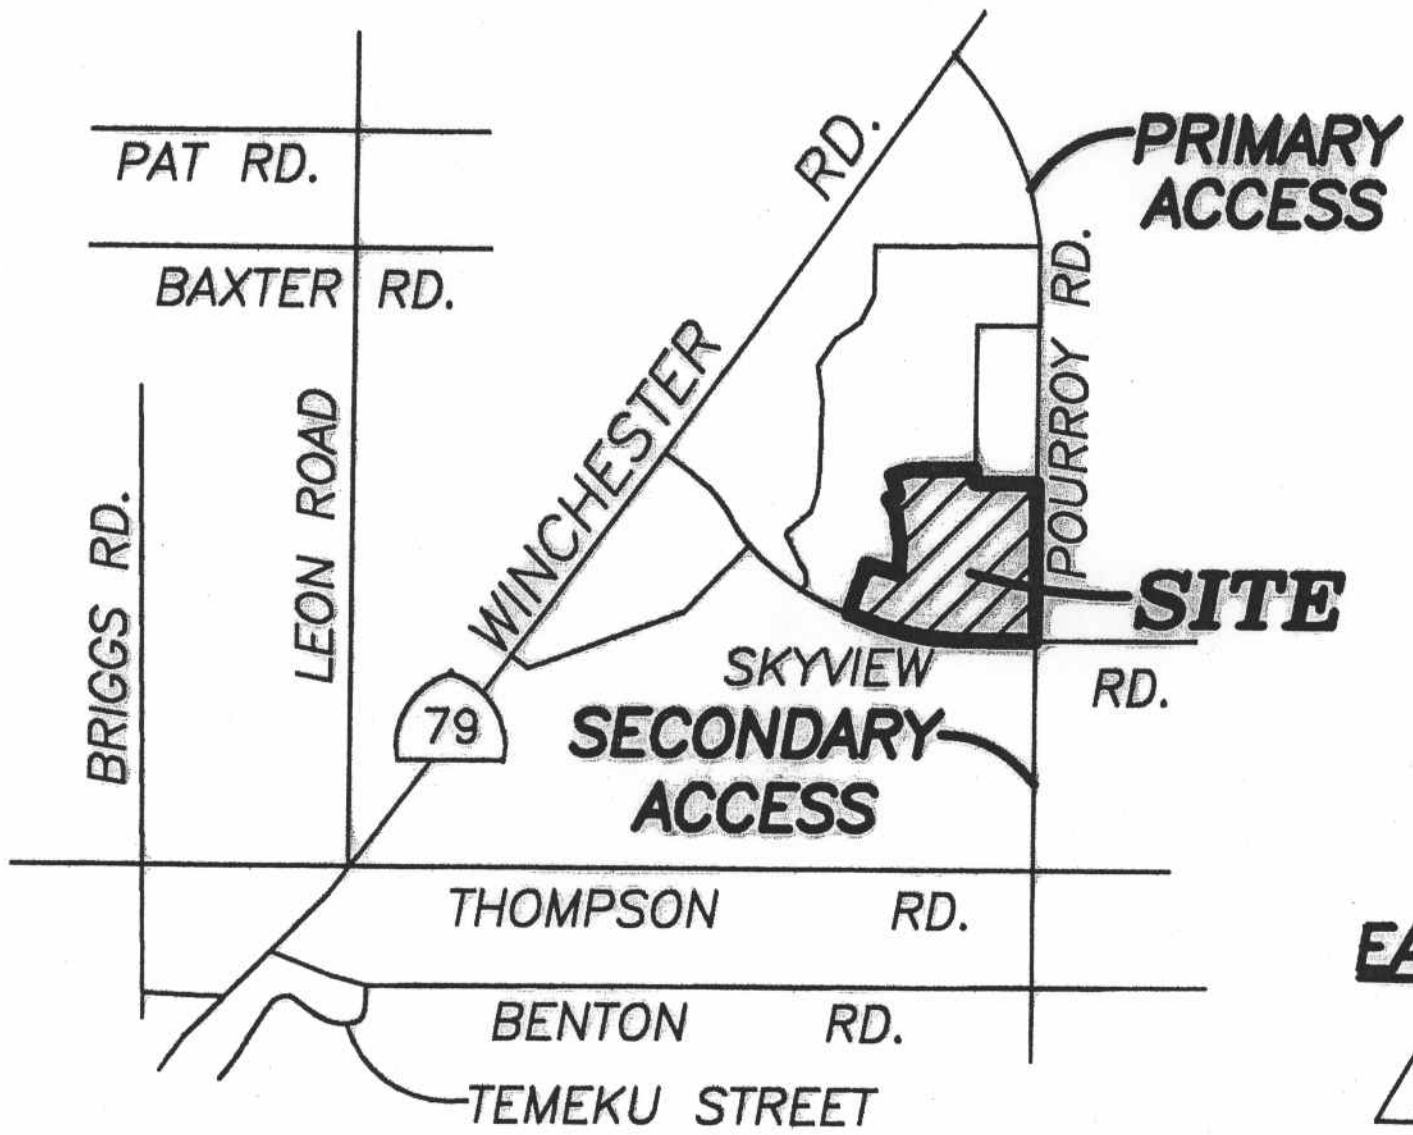 PAT RD.
BAXTER RD.
BRIGGS RD.
LEON ROAD
WINCHESTER RD.
79
PRIMARY
ACCESS
POURROY RD.
SITE
SKYVIEW RD.
SECONDARY
ACCESS
THOMPSON RD.
BENTON RD.
TEMEKU STREET